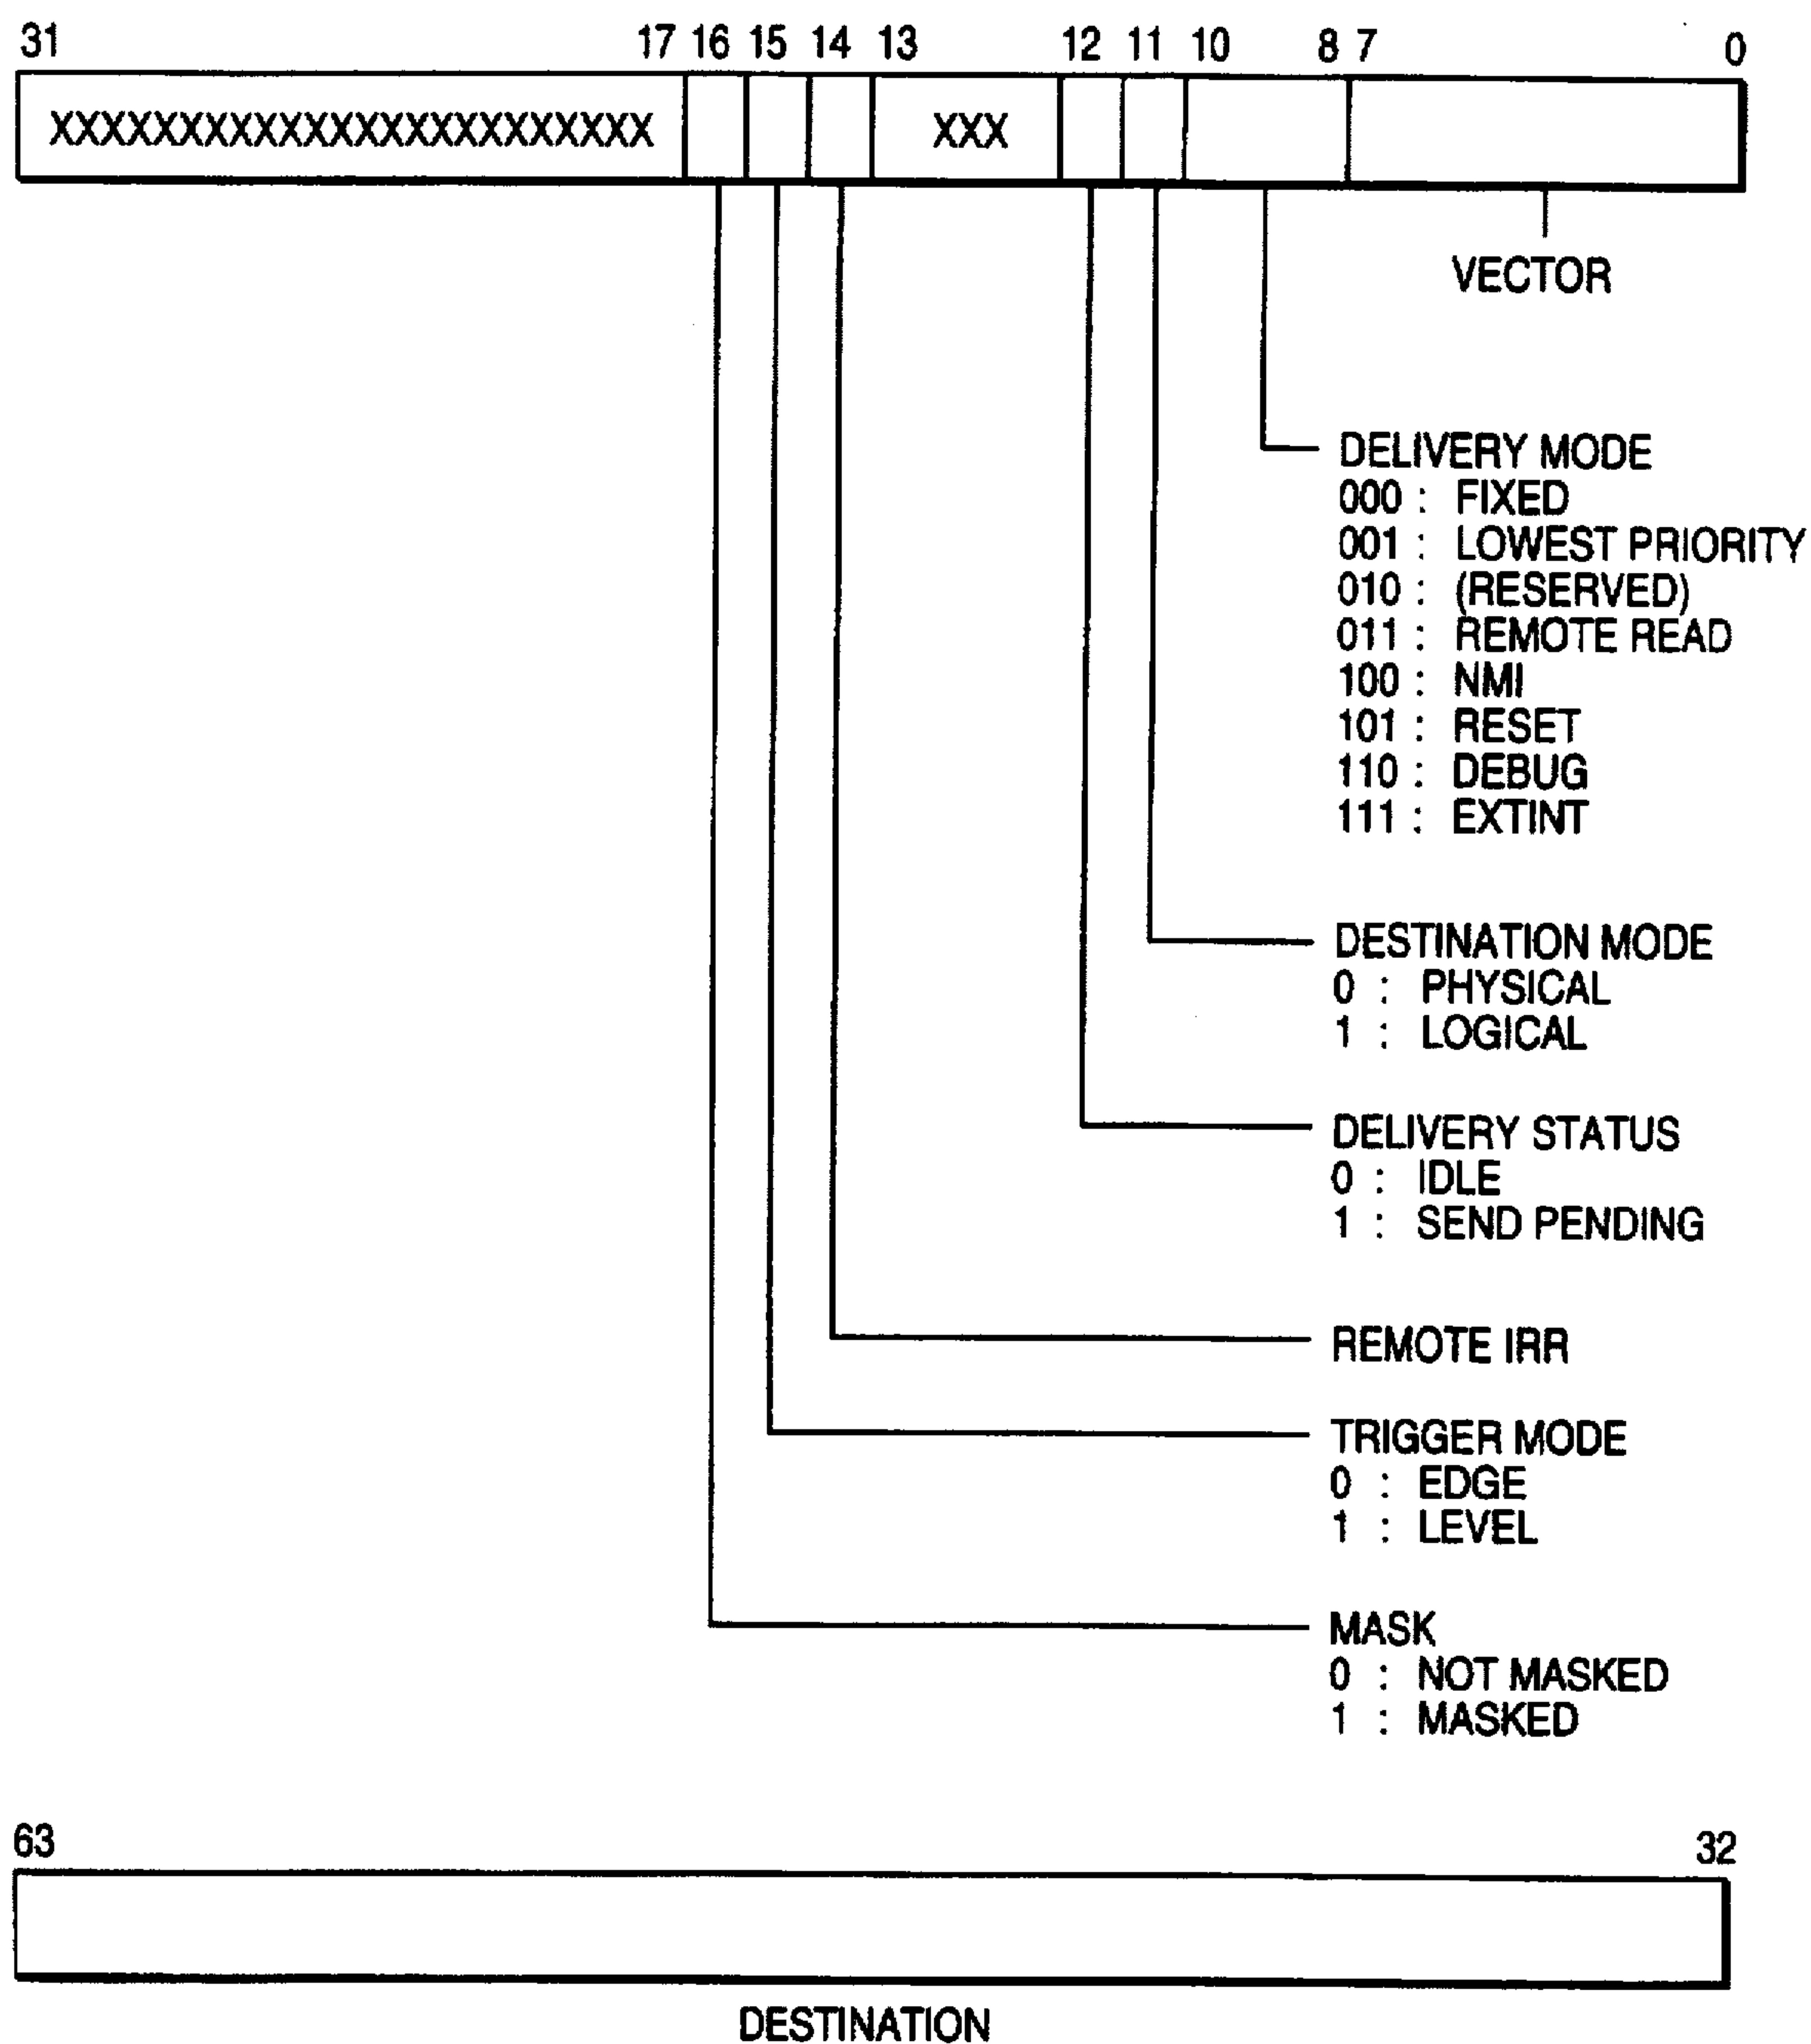 31 17 16 15 14 13 12 11 10 8 7 0
XXXXXXXXXXXXXXXXXXXXXXXX XXX
VECTOR
DELIVERY MODE
000 : FIXED
001 : LOWEST PRIORITY
010 : (RESERVED)
011 : REMOTE READ
100 : NMI
101 : RESET
110 : DEBUG
111 : EXTINT
DESTINATION MODE
0 : PHYSICAL
1 : LOGICAL
DELIVERY STATUS
0 : IDLE
1 : SEND PENDING
REMOTE IRR
TRIGGER MODE
0 : EDGE
1 : LEVEL
MASK
0 : NOT MASKED
1 : MASKED
63 32
DESTINATION